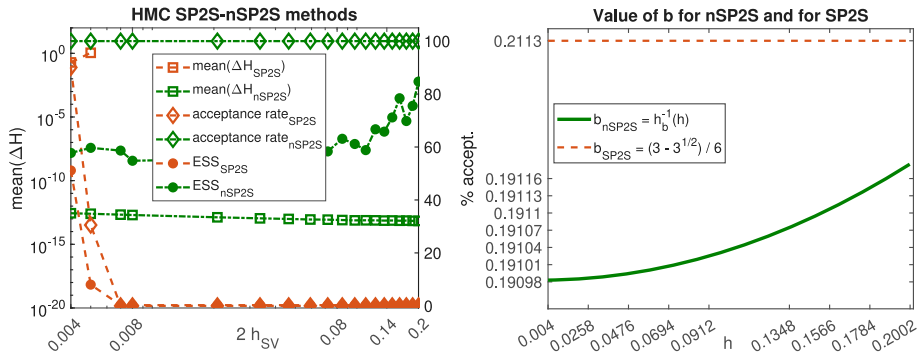 HMC SP2S-nSP2S methods
mean(ΔH)
10^0
10^-5
10^-10
10^-15
10^-20
mean(ΔH_SP2S)
mean(ΔH_nSP2S)
acceptance rate_SP2S
acceptance rate_nSP2S
ESS_SP2S
ESS_nSP2S
100
80
60
40
20
0
% accept.
0.004
0.008
0.08
0.14
0.2
2 h_SV
Value of b for nSP2S and for SP2S
0.2113
0.19116
0.19113
0.1911
0.19107
0.19104
0.19101
0.19098
b_nSP2S = h_b^-1(h)
b_SP2S = (3 - 3^1/2) / 6
0.004
0.0258
0.0476
0.0694
0.0912
0.1348
0.1566
0.1784
0.2002
h